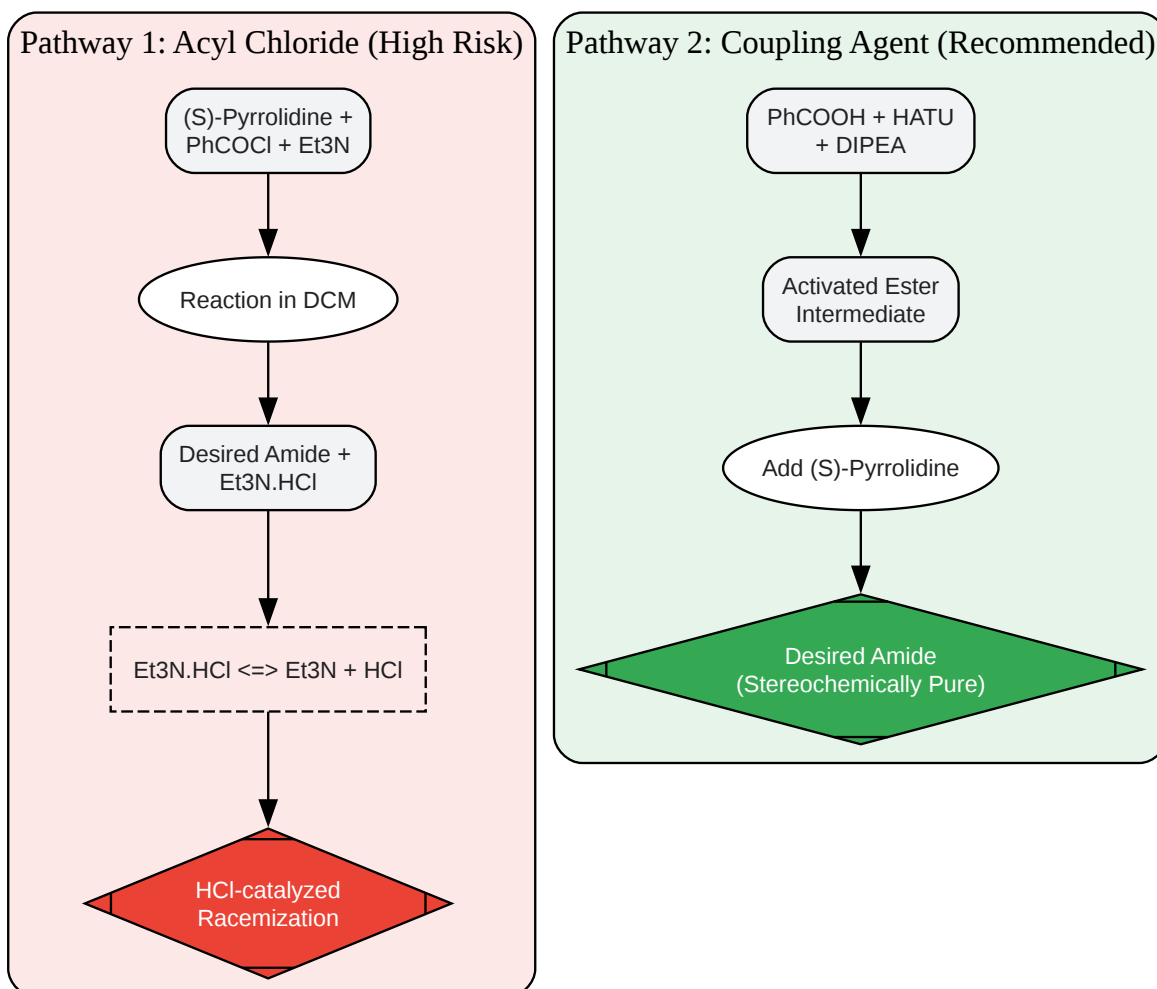 Pathway 1: Acyl Chloride (High Risk)
(S)-Pyrrolidine +
PhCOCl + Et3N
Reaction in DCM
Desired Amide +
Et3N.HCl
Et3N.HCl <=> Et3N + HCl
HCl-catalyzed
Racemization
Pathway 2: Coupling Agent (Recommended)
PhCOOH + HATU
+ DIPEA
Activated Ester
Intermediate
Add (S)-Pyrrolidine
Desired Amide
(Stereochemically Pure)